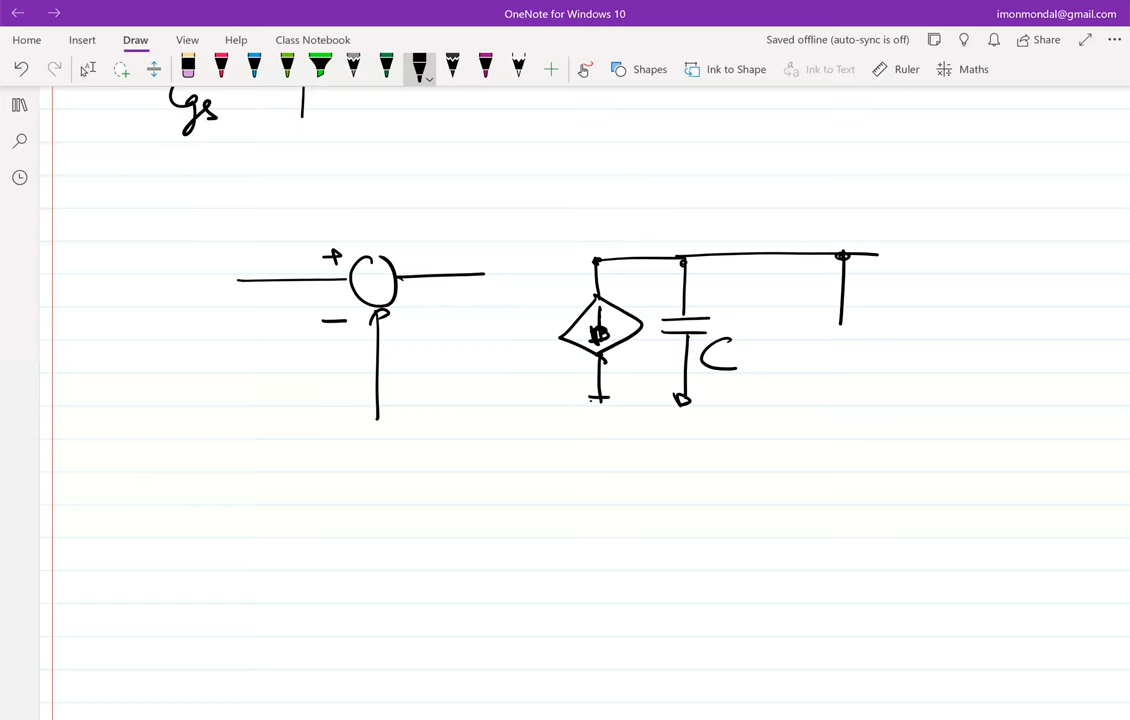 OneNote for Windows 10
imonmondal@gmail.com
Home Insert Draw View Help Class Notebook
Saved offline (auto-sync is off) Share
Shapes Ink to Shape Ink to Text Ruler Maths
Cgs
+
−
C